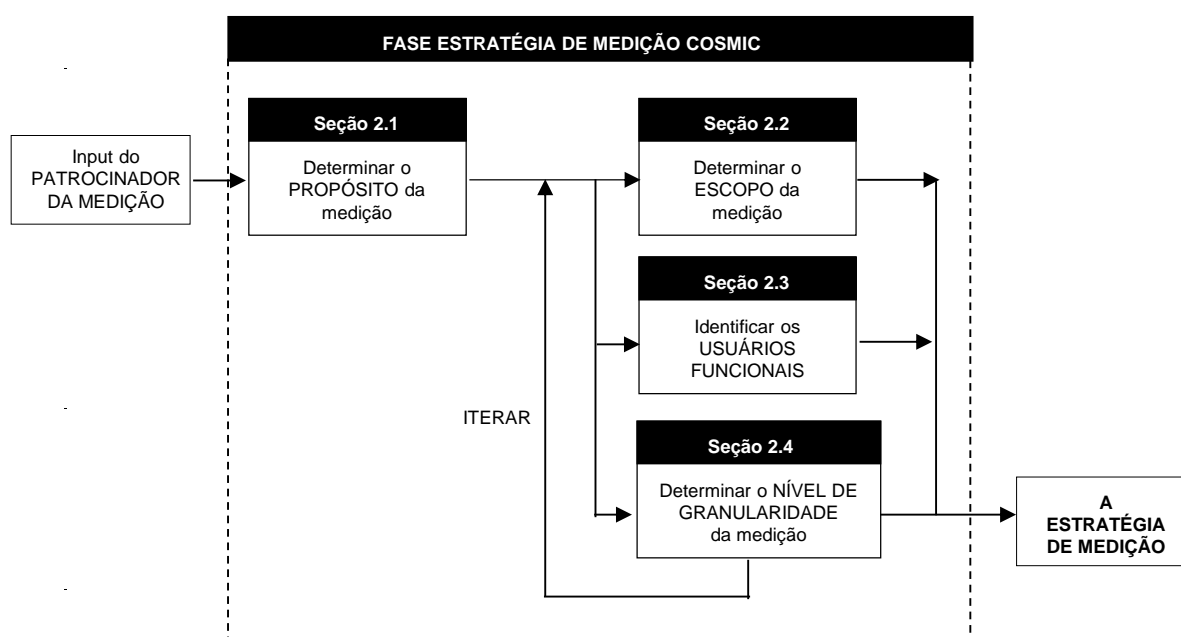 FASE ESTRATÉGIA DE MEDIÇÃO COSMIC
Input do
PATROCINADOR
DA MEDIÇÃO
Seção 2.1
Determinar o
PROPÓSITO da
medição
Seção 2.2
Determinar o
ESCOPO da
medição
Seção 2.3
Identificar os
USUÁRIOS
FUNCIONAIS
ITERAR
Seção 2.4
Determinar o NÍVEL DE
GRANULARIDADE
da medição
A
ESTRATÉGIA
DE MEDIÇÃO